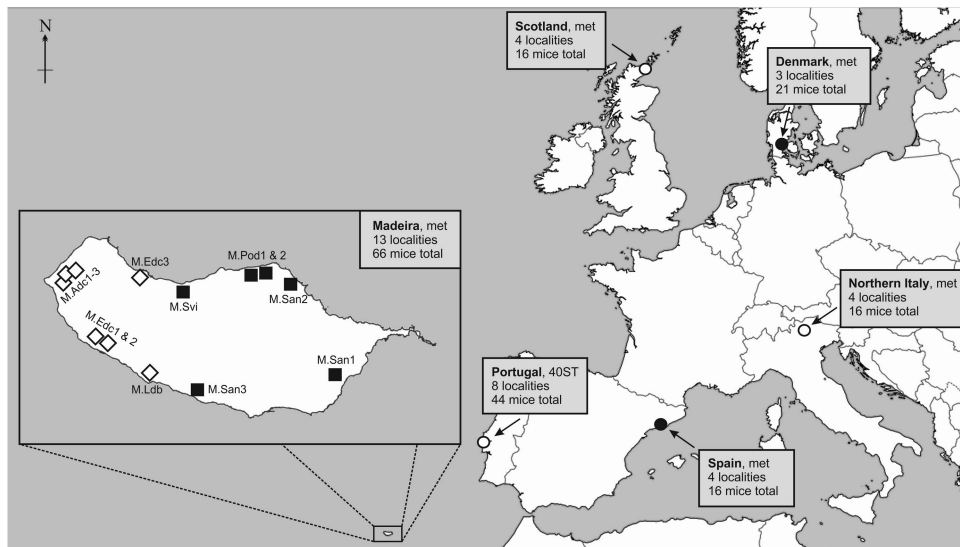 N
Scotland, met
4 localities
16 mice total
Denmark, met
3 localities
21 mice total
Madeira, met
13 localities
66 mice total
M.Edc3
M.Pod1 & 2
M.Adc1-3
M.Svi
M.San2
M.Edc1 & 2
M.San1
M.Ldb
M.San3
Northern Italy, met
4 localities
16 mice total
Portugal, 40ST
8 localities
44 mice total
Spain, met
4 localities
16 mice total